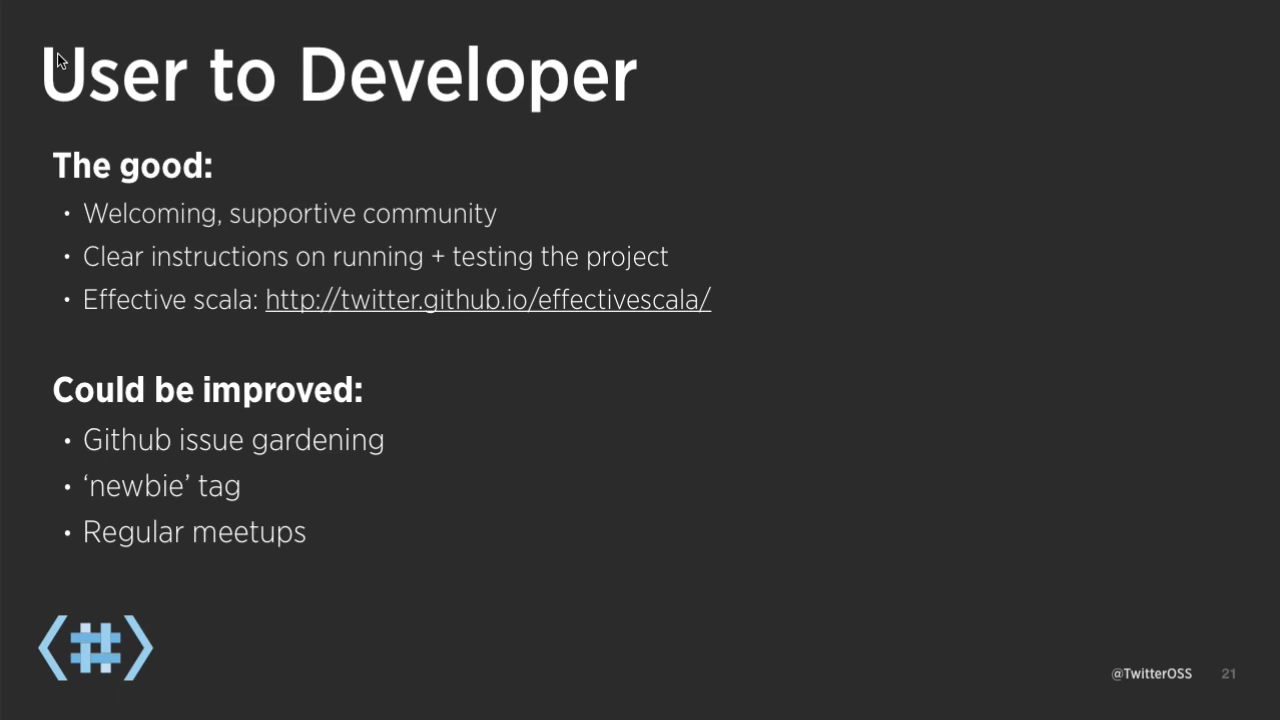 User to Developer
The good:
• Welcoming, supportive community
• Clear instructions on running + testing the project
• Effective scala: http://twitter.github.io/effectivescala/
Could be improved:
• Github issue gardening
• ‘newbie’ tag
• Regular meetups
@TwitterOSS 21